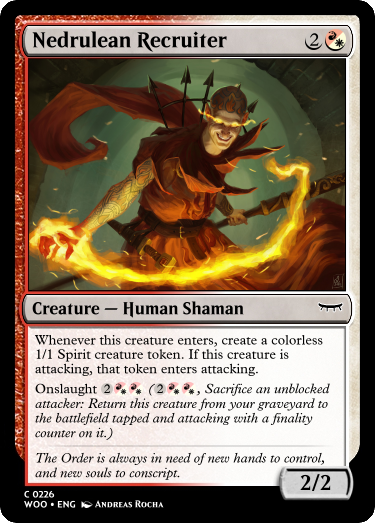 Nedrulean Recruiter 2
Creature — Human Shaman
Whenever this creature enters, create a colorless
1/1 Spirit creature token. If this creature is
attacking, that token enters attacking.
Onslaught 2 (2, Sacrifice an unblocked
attacker: Return this creature from your graveyard
to the battlefield tapped and attacking with a finality
counter on it.)
The Order is always in need of new hands to control,
and new souls to conscript.
2/2
C 0226
WOO • ENG Andreas Rocha